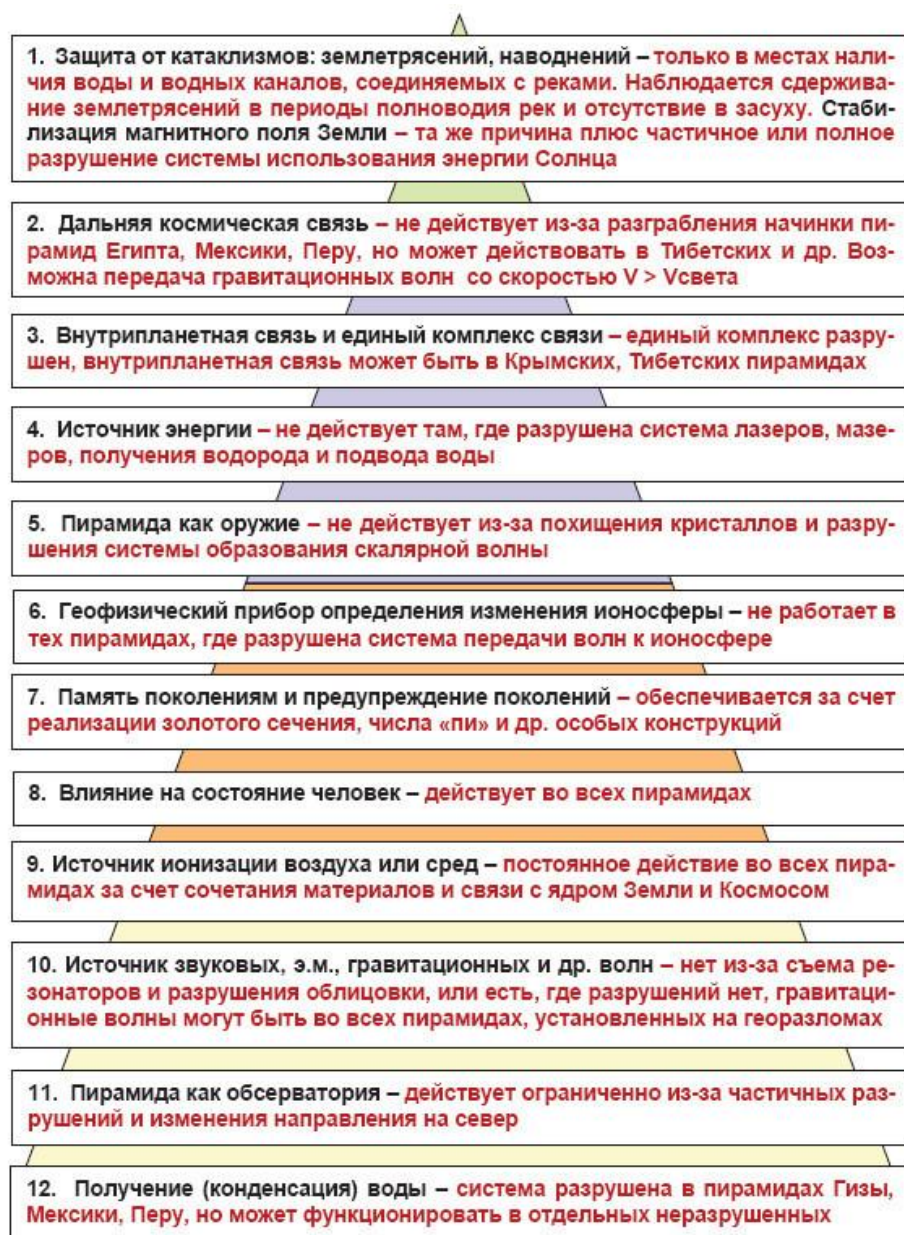 1. Защита от катаклизмов: землетрясений, наводнений – только в местах нали-
чия воды и водных каналов, соединяемых с реками. Наблюдается сдержива-
ние землетрясений в периоды полноводия рек и отсутствие в засуху. Стаби-
лизация магнитного поля Земли – та же причина плюс частичное или полное
разрушение системы использования энергии Солнца
2. Дальняя космическая связь – не действует из-за разграбления начинки пи-
рамид Египта, Мексики, Перу, но может действовать в Тибетских и др. Воз-
можна передача гравитационных волн со скоростью V > Vсвета
3. Внутрипланетная связь и единый комплекс связи – единый комплекс разру-
шен, внутрипланетная связь может быть в Крымских, Тибетских пирамидах
4. Источник энергии – не действует там, где разрушена система лазеров, мазе-
ров, получения водорода и подвода воды
5. Пирамида как оружие – не действует из-за похищения кристаллов и разру-
шения системы образования скалярной волны
6. Геофизический прибор определения изменения ионосферы – не работает в
тех пирамидах, где разрушена система передачи волн к ионосфере
7. Память поколениям и предупреждение поколений – обеспечивается за счет
реализации золотого сечения, числа «пи» и др. особых конструкций
8. Влияние на состояние человек – действует во всех пирамидах
9. Источник ионизации воздуха или сред – постоянное действие во всех пира-
мидах за счет сочетания материалов и связи с ядром Земли и Космосом
10. Источник звуковых, э.м., гравитационных и др. волн – нет из-за съема ре-
зонаторов и разрушения облицовки, или есть, где разрушений нет, гравитаци-
онные волны могут быть во всех пирамидах, установленных на георазломах
11. Пирамида как обсерватория – действует ограниченно из-за частичных раз-
рушений и изменения направления на север
12. Получение (конденсация) воды – система разрушена в пирамидах Гизы,
Мексики, Перу, но может функционировать в отдельных неразрушенных